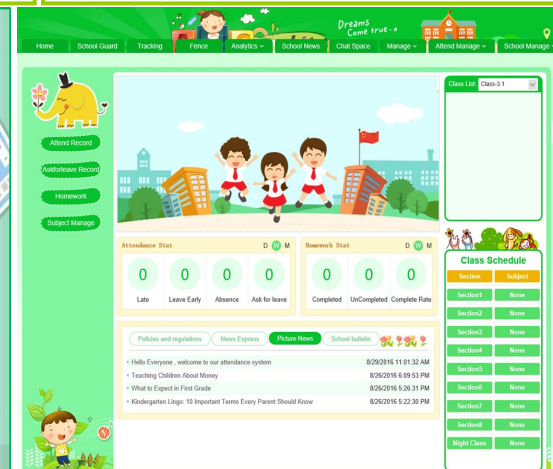 Dreams
Come true
Home School Guard Tracking Fence Analytics School News Chat Space Manage Attend Manage School Manage
Class List Class-3.1
Attend Record
Askforleave Record
Homework
Subject Manage
Attendance Stat D W M
Homework Stat D W M
0 0 0 0
0 0 0
Late Leave Early Absence Ask for leave
Completed UnCompleted Complete Rate
Policies and regulations News Express Picture News School bulletin
Hello Everyone , welcome to our attendance system 8/29/2016 11:01:32 AM
Teaching Children About Money 8/26/2016 6:09:53 PM
What to Expect in First Grade 8/26/2016 5:26:31 PM
Kindergarten Lingo: 10 Important Terms Every Parent Should Know 8/26/2016 5:22:30 PM
Class Schedule
Section Subject
Section1 None
Section2 None
Section3 None
Section4 None
Section5 None
Section6 None
Section7 None
Section8 None
Night Class None